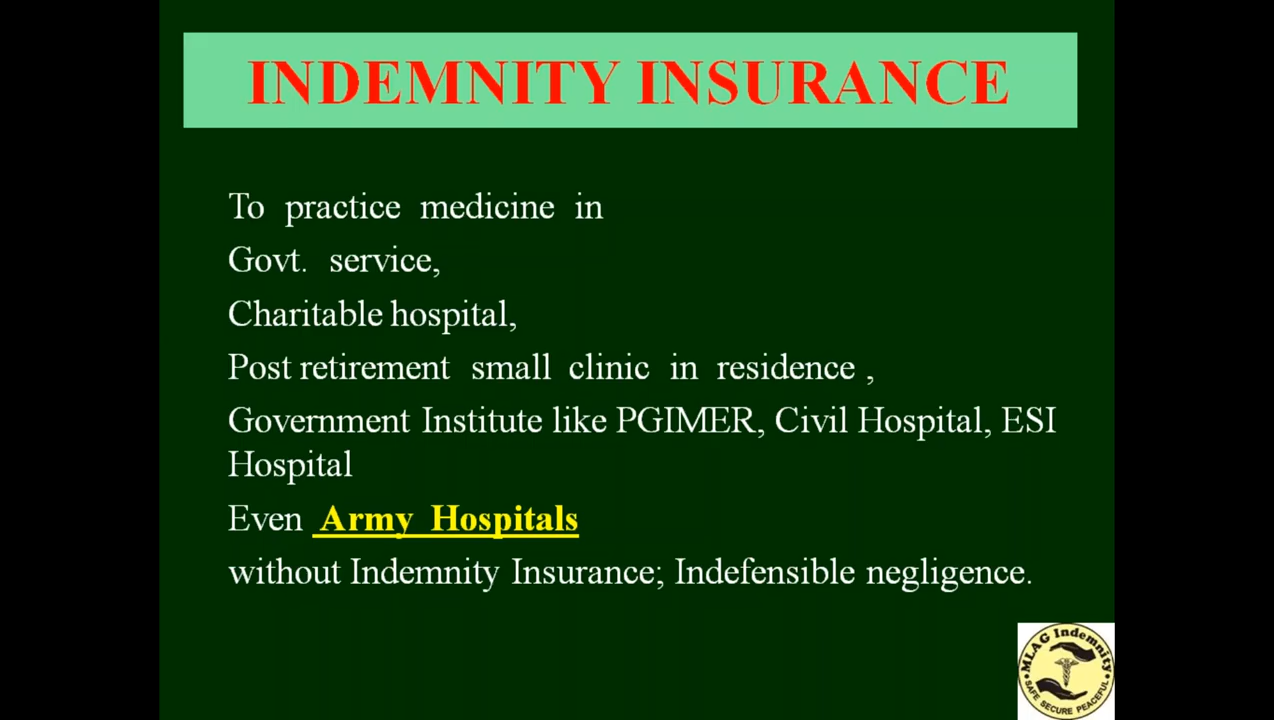 INDEMNITY INSURANCE
To practice medicine in
Govt. service,
Charitable hospital,
Post retirement small clinic in residence ,
Government Institute like PGIMER, Civil Hospital, ESI
Hospital
Even Army Hospitals
without Indemnity Insurance; Indefensible negligence.
MLAG Indemnity
SAFE SECURE PEACEFUL